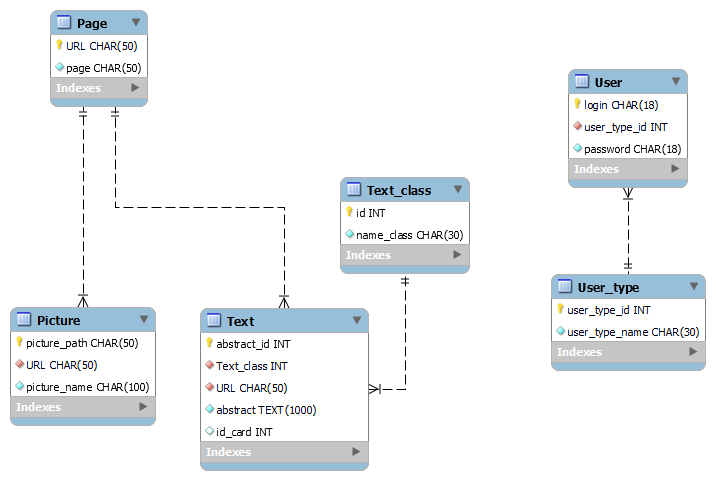 Page
URL CHAR(50)
page CHAR(50)
Indexes
User
login CHAR(18)
user_type_id INT
password CHAR(18)
Indexes
Text_class
id INT
name_class CHAR(30)
Indexes
User_type
user_type_id INT
user_type_name CHAR(30)
Indexes
Picture
picture_path CHAR(50)
URL CHAR(50)
picture_name CHAR(100)
Indexes
Text
abstract_id INT
Text_class INT
URL CHAR(50)
abstract TEXT(1000)
id_card INT
Indexes